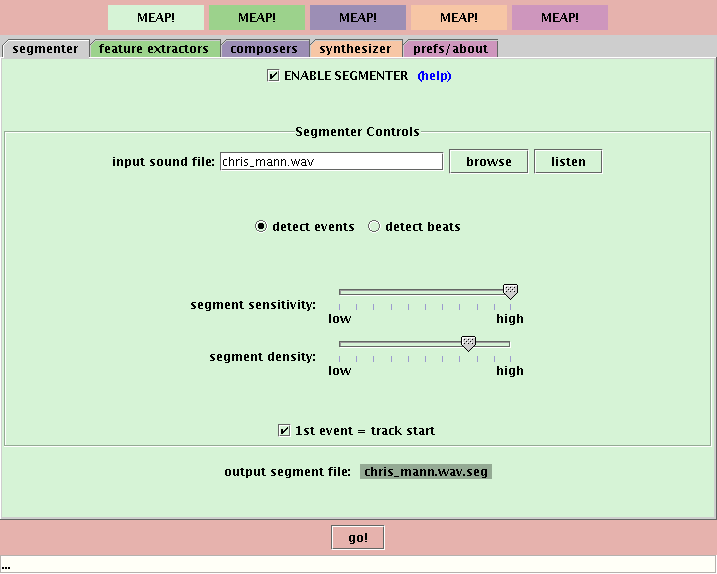 MEAP! MEAP! MEAP! MEAP! MEAP!
segmenter feature extractors composers synthesizer prefs/about
ENABLE SEGMENTER (help)
Segmenter Controls
input sound file: chris_mann.wav browse listen
detect events detect beats
segment sensitivity:
low high
segment density:
low high
1st event = track start
output segment file: chris_mann.wav.seg
go!
...